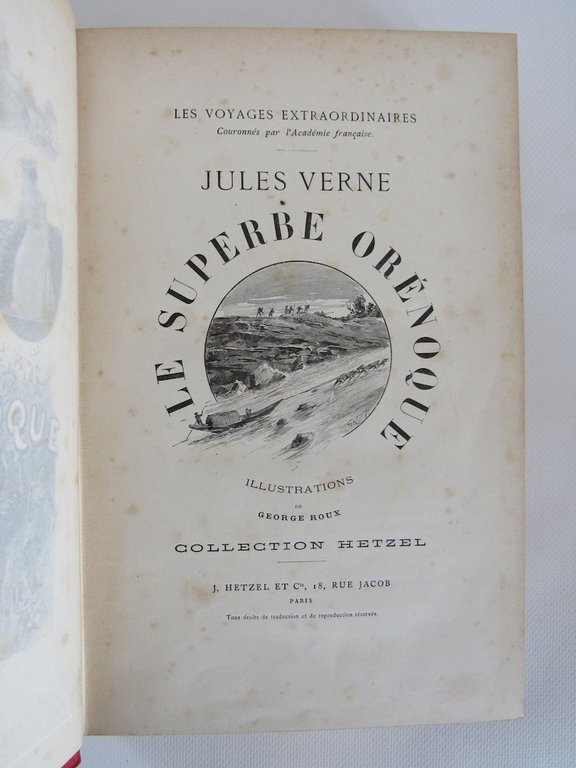 LES VOYAGES EXTRAORDINAIRES
Couronnés par l'Académie française.
JULES VERNE
LE SUPERBE ORÉNOQUE
ILLUSTRATIONS
DE
GEORGE ROUX
COLLECTION HETZEL
J. HETZEL ET Cie, 18, RUE JACOB
PARIS
Tous droits de traduction et de reproduction réservés.
OQUE